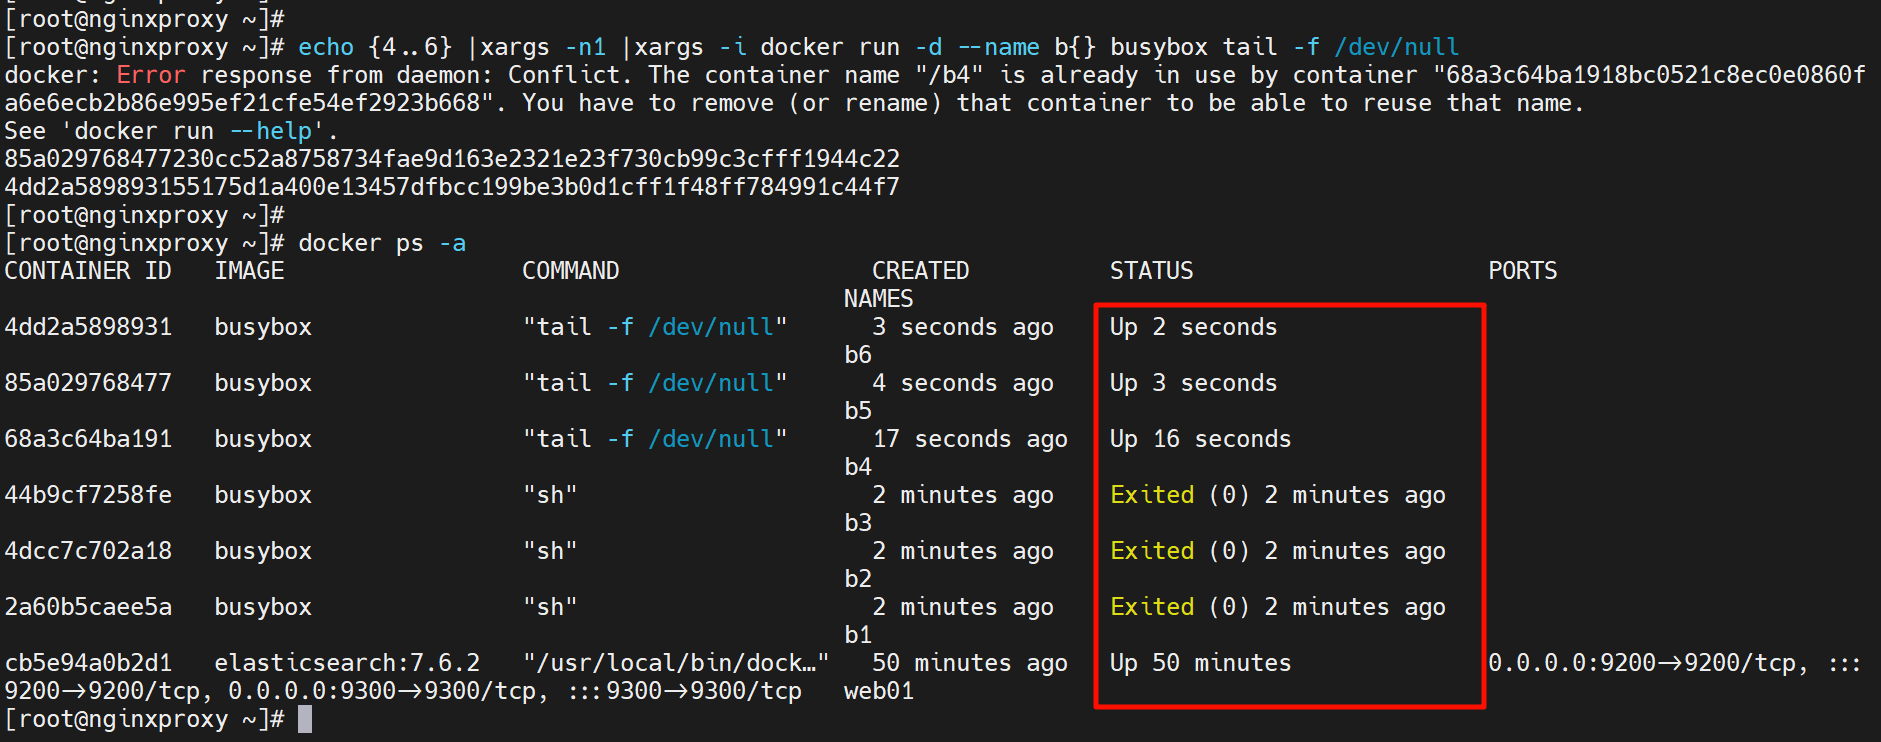 [root@nginxproxy ~]#
[root@nginxproxy ~]# echo {4..6} |xargs -n1 |xargs -i docker run -d --name b{} busybox tail -f /dev/null
docker: Error response from daemon: Conflict. The container name "/b4" is already in use by container "68a3c64ba1918bc0521c8ec0e0860f
a6e6ecb2b86e995ef21cfe54ef2923b668". You have to remove (or rename) that container to be able to reuse that name.
See 'docker run --help'.
85a029768477230cc52a8758734fae9d163e2321e23f730cb99c3cfff1944c22
4dd2a589893155175d1a400e13457dfbcc199be3b0d1cff1f48ff784991c44f7
[root@nginxproxy ~]#
[root@nginxproxy ~]# docker ps -a
CONTAINER ID   IMAGE                 COMMAND                  CREATED          STATUS                     PORTS
                                                            NAMES
4dd2a5898931   busybox               "tail -f /dev/null"      3 seconds ago    Up 2 seconds
                                                            b6
85a029768477   busybox               "tail -f /dev/null"      4 seconds ago    Up 3 seconds
                                                            b5
68a3c64ba191   busybox               "tail -f /dev/null"      17 seconds ago   Up 16 seconds
                                                            b4
44b9cf7258fe   busybox               "sh"                     2 minutes ago    Exited (0) 2 minutes ago
                                                            b3
4dcc7c702a18   busybox               "sh"                     2 minutes ago    Exited (0) 2 minutes ago
                                                            b2
2a60b5caee5a   busybox               "sh"                     2 minutes ago    Exited (0) 2 minutes ago
                                                            b1
cb5e94a0b2d1   elasticsearch:7.6.2   "/usr/local/bin/dock…"   50 minutes ago   Up 50 minutes              0.0.0.0:9200->9200/tcp, :::
9200->9200/tcp, 0.0.0.0:9300->9300/tcp, :::9300->9300/tcp   web01
[root@nginxproxy ~]#